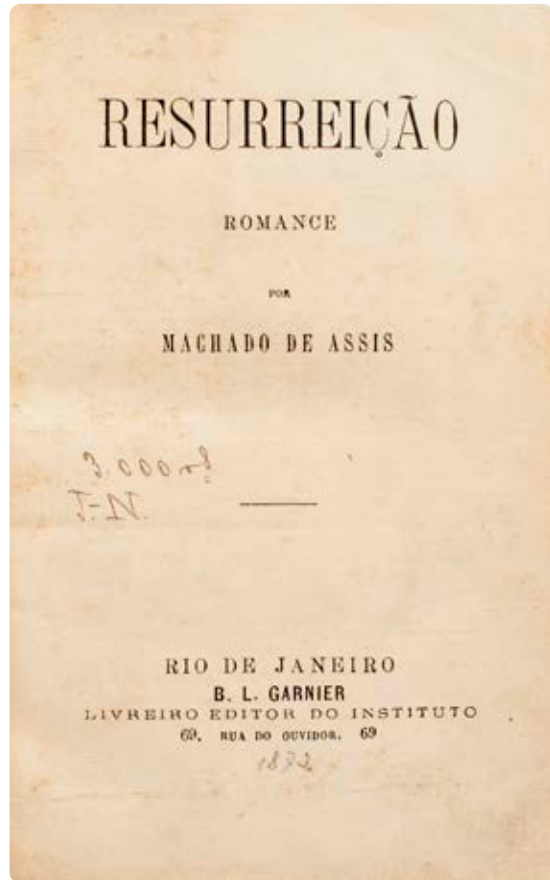 RESURREIÇÃO
ROMANCE
POR
MACHADO DE ASSIS
3.000 rs
J.-N.
RIO DE JANEIRO
B. L. GARNIER
LIVREIRO EDITOR DO INSTITUTO
69, RUA DO OUVIDOR, 69
1872